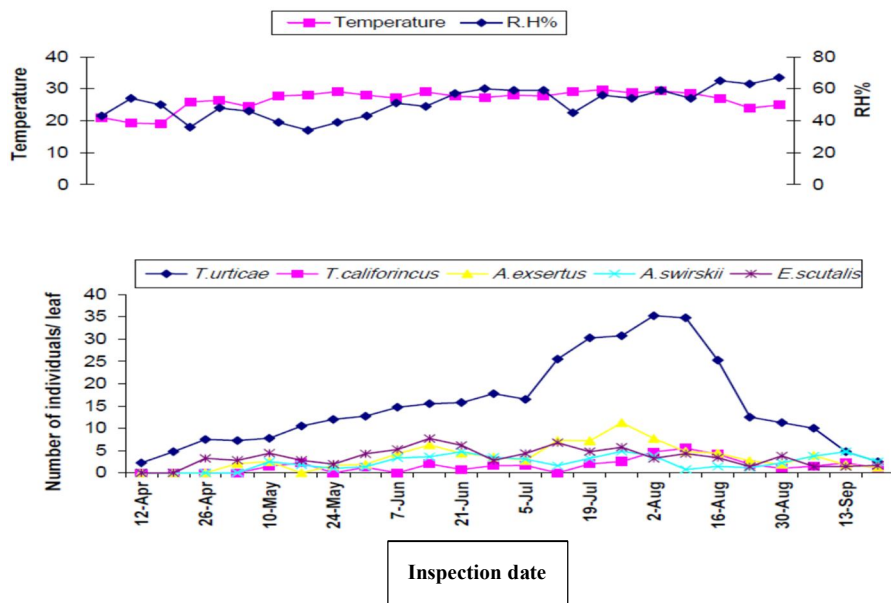 Temperature R.H%
40
30
20
10
0
Temperature
80
60
40
20
0
RH%
T.urticae T.califorincus A.exsertus A.swirskii E.scutalis
40
35
30
25
20
15
10
5
0
Number of individuals/ leaf
12-Apr 26-Apr 10-May 24-May 7-Jun 21-Jun 5-Jul 19-Jul 2-Aug 16-Aug 30-Aug 13-Sep
Inspection date